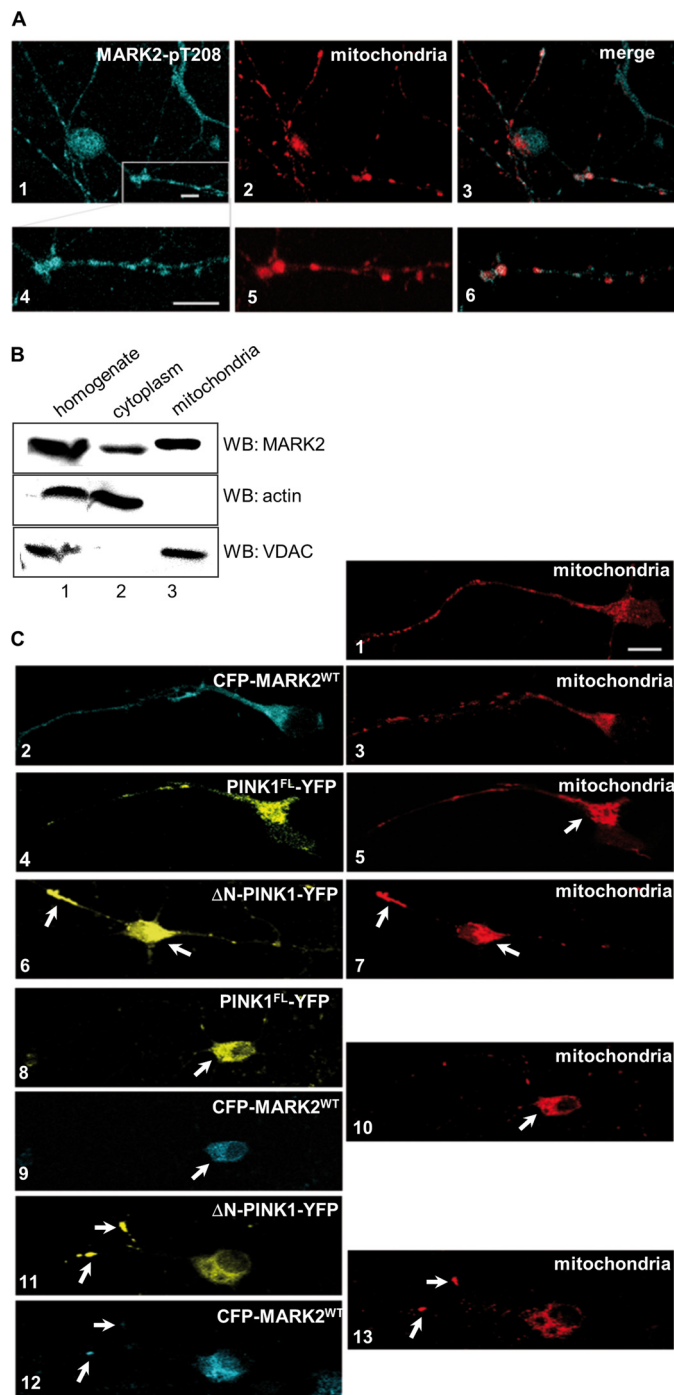 A
MARK2-pT208 mitochondria merge
1 2 3
4 5 6
B
homogenate cytoplasm mitochondria
WB: MARK2
WB: actin
WB: VDAC
1 2 3
C
mitochondria
1
CFP-MARK2ᵂᵀ mitochondria
2 3
PINK1ᶠᴸ-YFP mitochondria
4 5
ΔN-PINK1-YFP mitochondria
6 7
PINK1ᶠᴸ-YFP
8
mitochondria
CFP-MARK2ᵂᵀ
10
9
ΔN-PINK1-YFP
11
mitochondria
CFP-MARK2ᵂᵀ
13
12